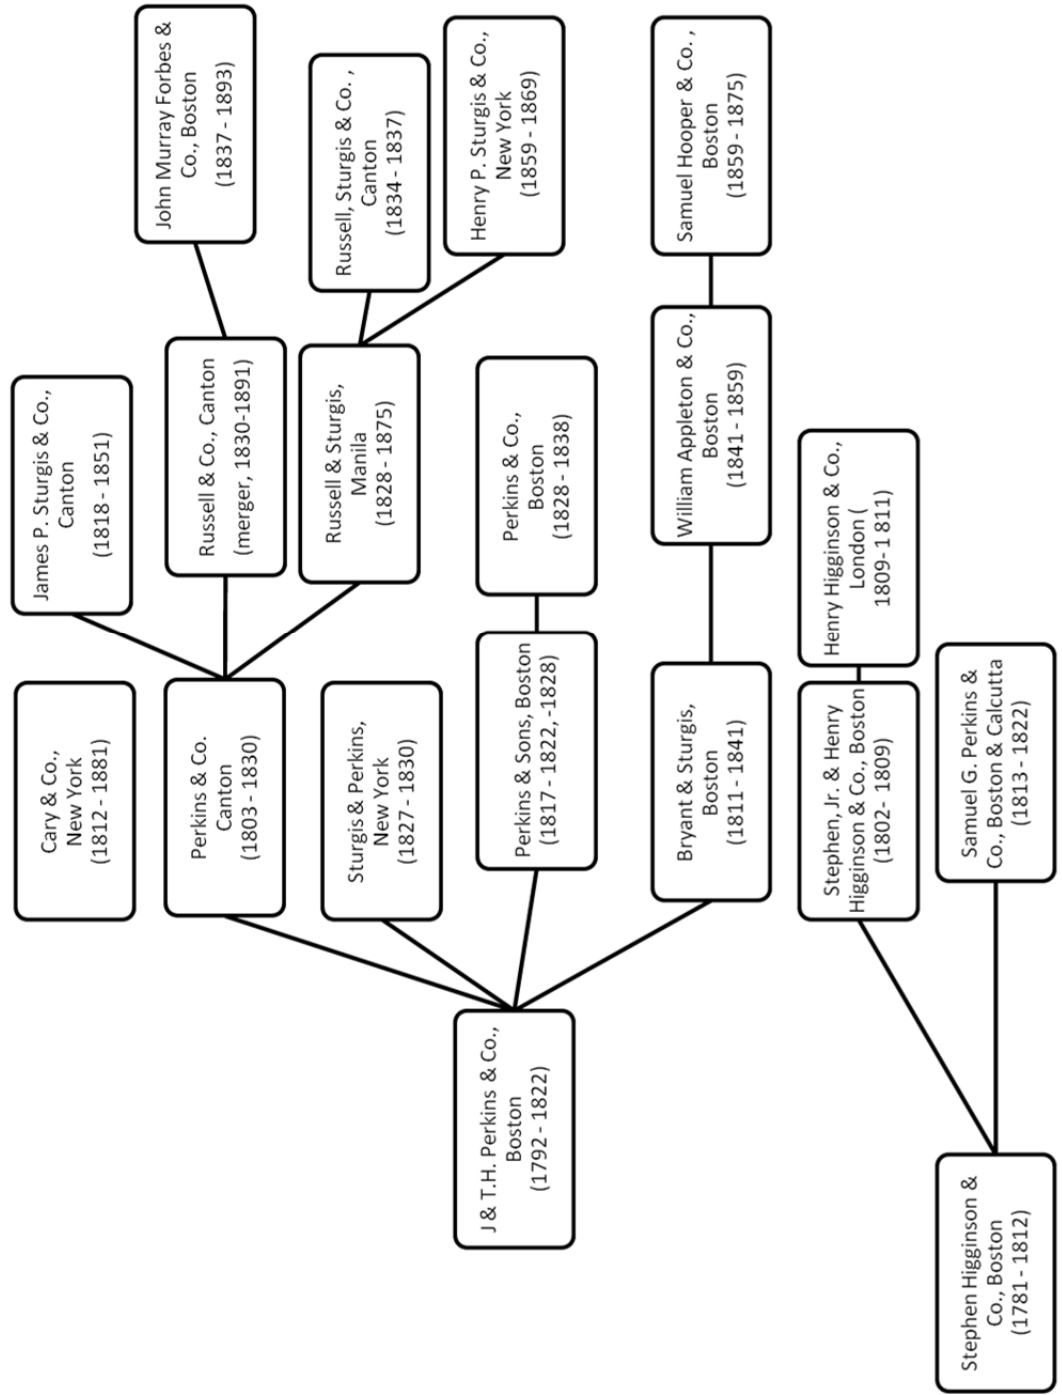 Cary & Co.,
New York
(1812 - 1881)
James P. Sturgis & Co.,
Canton
(1818 - 1851)
John Murray Forbes &
Co., Boston
(1837 - 1893)
Perkins & Co.
Canton
(1803 - 1830)
Russell & Co., Canton
(merger, 1830-1891)
Russell, Sturgis & Co. ,
Canton
(1834 - 1837)
Sturgis & Perkins,
New York
(1827 - 1830)
Russell & Sturgis,
Manila
(1828 - 1875)
Henry P. Sturgis & Co.,
New York
(1859 - 1869)
J & T.H. Perkins & Co.,
Boston
(1792 - 1822)
Perkins & Sons, Boston
(1817 - 1822, -1828)
Perkins & Co.,
Boston
(1828 - 1838)
Bryant & Sturgis,
Boston
(1811 - 1841)
William Appleton & Co.,
Boston
(1841 - 1859)
Samuel Hooper & Co. ,
Boston
(1859 - 1875)
Stephen, Jr. & Henry
Higginson & Co., Boston
(1802- 1809)
Henry Higginson & Co.,
London (
1809- 1 811)
Stephen Higginson &
Co., Boston
(1781 - 1812)
Samuel G. Perkins &
Co., Boston & Calcutta
(1813 - 1822)